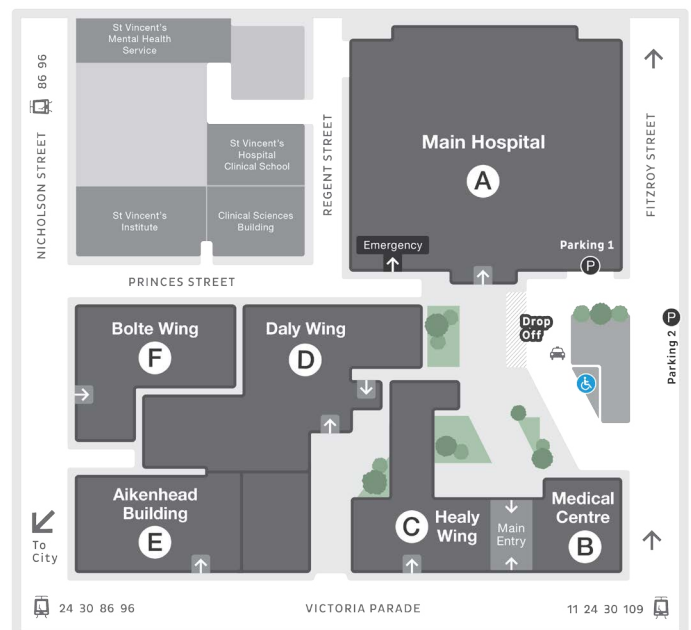 St Vincent's
Mental Health
Service
86 96
NICHOLSON STREET
St Vincent's
Hospital
Clinical School
St Vincent's
Institute
Clinical Sciences
Building
REGENT STREET
Main Hospital
A
FITZROY STREET
Emergency
Parking 1
P
PRINCES STREET
Bolte Wing
F
Daly Wing
D
Drop
Off
P
Parking 2
Aikenhead
Building
E
C
Healy
Wing
Main
Entry
Medical
Centre
B
To
City
24 30 86 96
VICTORIA PARADE
11 24 30 109